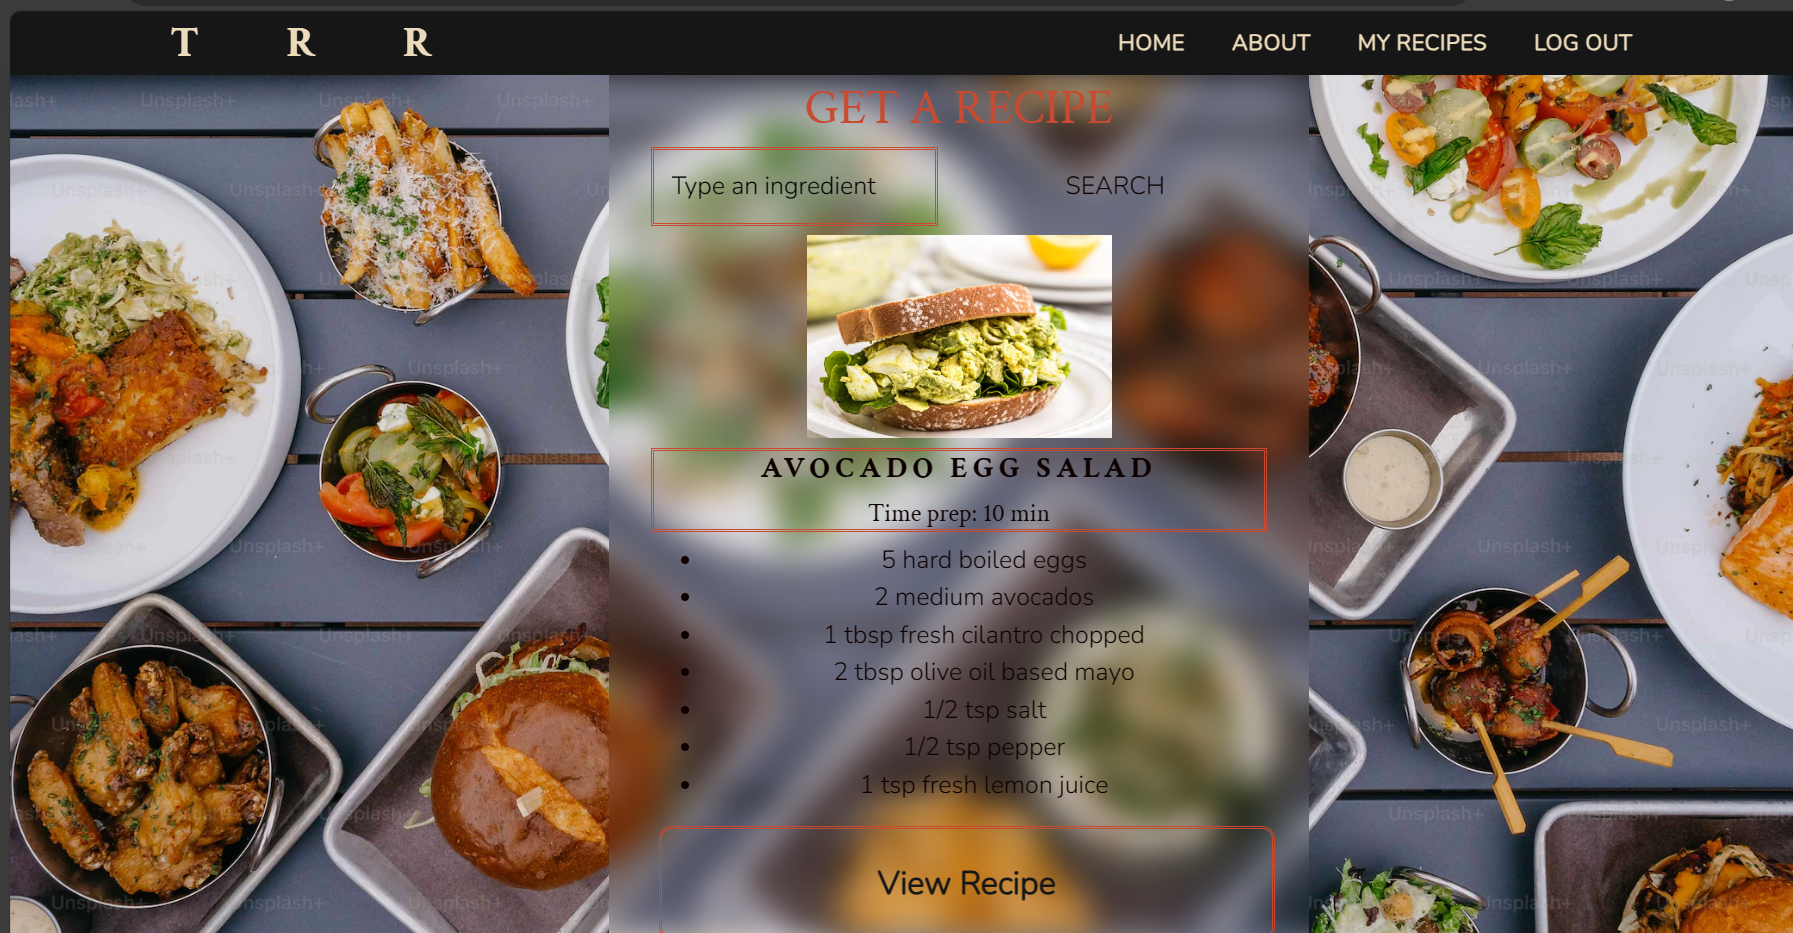 T R R
HOME ABOUT MY RECIPES LOG OUT
GET A RECIPE
Type an ingredient
SEARCH
AVOCADO EGG SALAD
Time prep: 10 min
5 hard boiled eggs
2 medium avocados
1 tbsp fresh cilantro chopped
2 tbsp olive oil based mayo
1/2 tsp salt
1/2 tsp pepper
1 tsp fresh lemon juice
View Recipe
Unsplash+